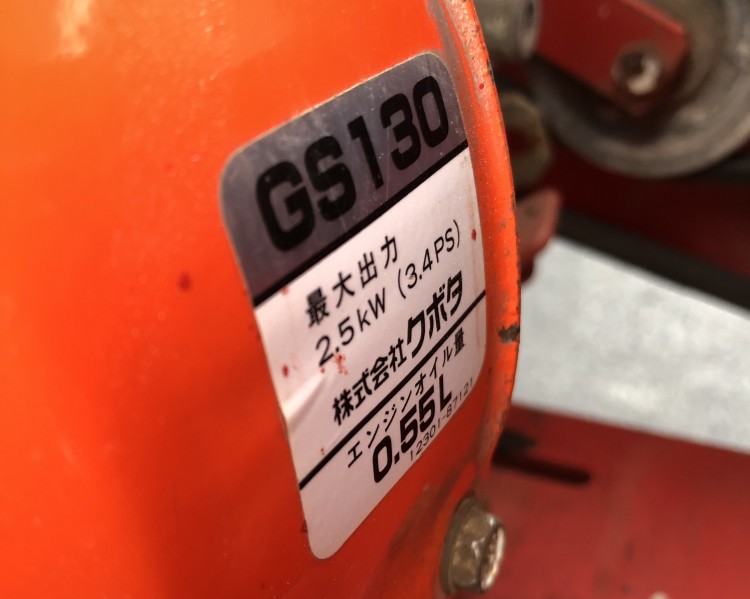 GS130
最大出力
2.5kW (3.4PS)
株式会社クボタ
エンジンオイル量
0.55L
12301-87121